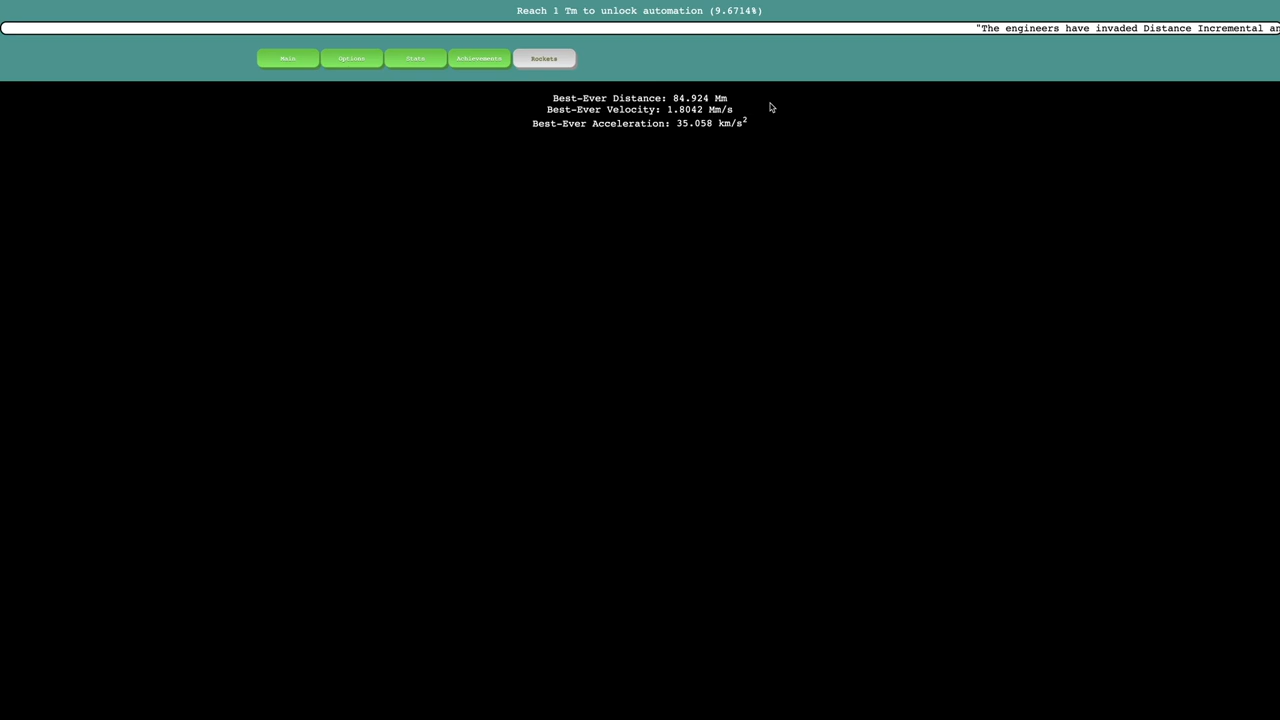 Reach 1 Tm to unlock automation (9.6714%)
"The engineers have invaded Distance Incremental an
Main
Options
Stats
Achievements
Rockets
Best-Ever Distance: 84.924 Mm
Best-Ever Velocity: 1.8042 Mm/s
Best-Ever Acceleration: 35.058 km/s²